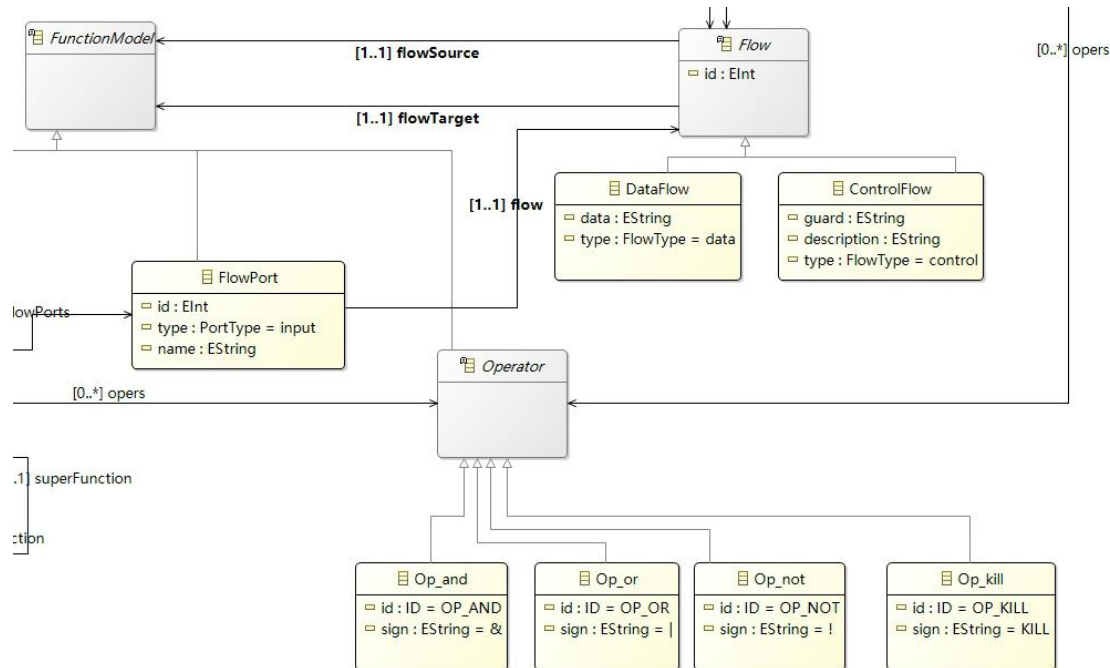 FunctionModel
Flow
id : EInt
[1..1] flowSource
[1..1] flowTarget
[0..*] opers
[1..1] flow
DataFlow
data : EString
type : FlowType = data
ControlFlow
guard : EString
description : EString
type : FlowType = control
FlowPort
id : EInt
type : PortType = input
name : EString
lowPorts
Operator
[0..*] opers
.1] superFunction
ction
Op_and
id : ID = OP_AND
sign : EString = &
Op_or
id : ID = OP_OR
sign : EString = |
Op_not
id : ID = OP_NOT
sign : EString = !
Op_kill
id : ID = OP_KILL
sign : EString = KILL